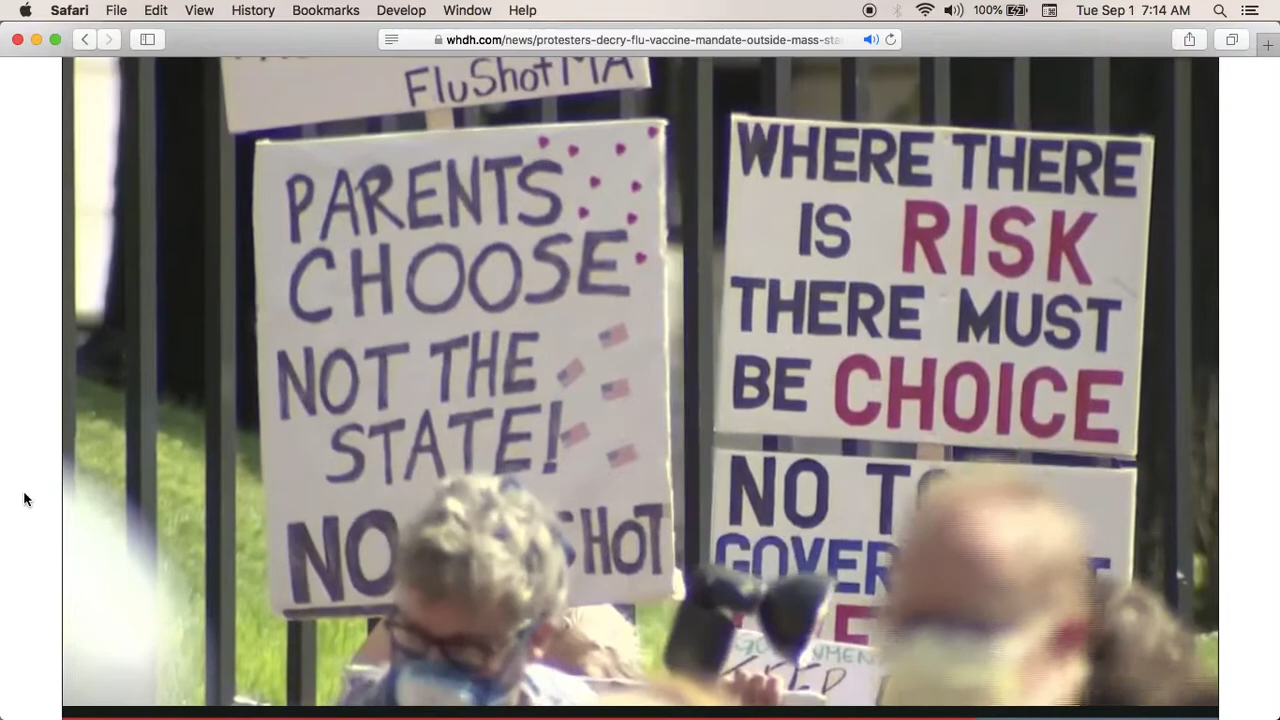 Safari File Edit View History Bookmarks Develop Window Help 100% Tue Sep 1 7:14 AM
whdh.com/news/protesters-decry-flu-vaccine-mandate-outside-mass-sta
FluShotMA
PARENTS
CHOOSE
NOT THE
STATE!
NO SHOT
WHERE THERE
IS RISK
THERE MUST
BE CHOICE
NO